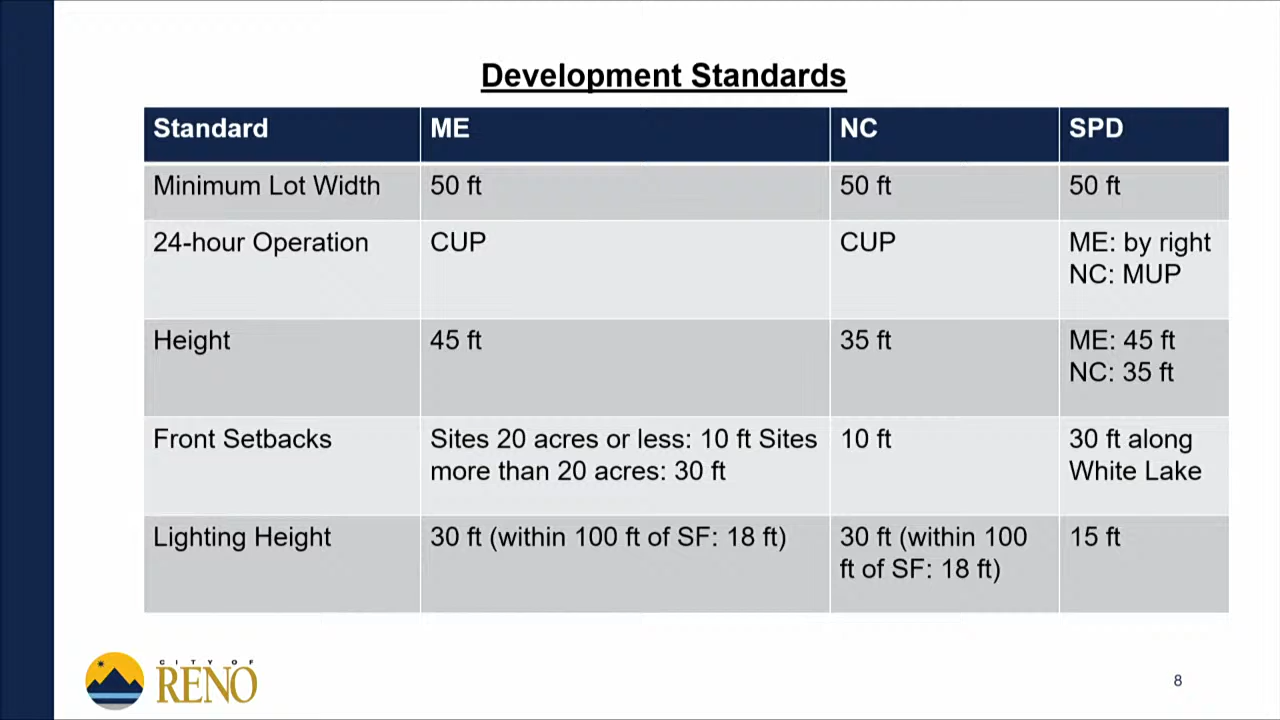 Development Standards
Standard ME NC SPD
Minimum Lot Width 50 ft 50 ft 50 ft
24-hour Operation CUP CUP ME: by right
NC: MUP
Height 45 ft 35 ft ME: 45 ft
NC: 35 ft
Front Setbacks Sites 20 acres or less: 10 ft Sites 10 ft 30 ft along
more than 20 acres: 30 ft White Lake
Lighting Height 30 ft (within 100 ft of SF: 18 ft) 30 ft (within 100 15 ft
ft of SF: 18 ft)
CITY OF
RENO
8